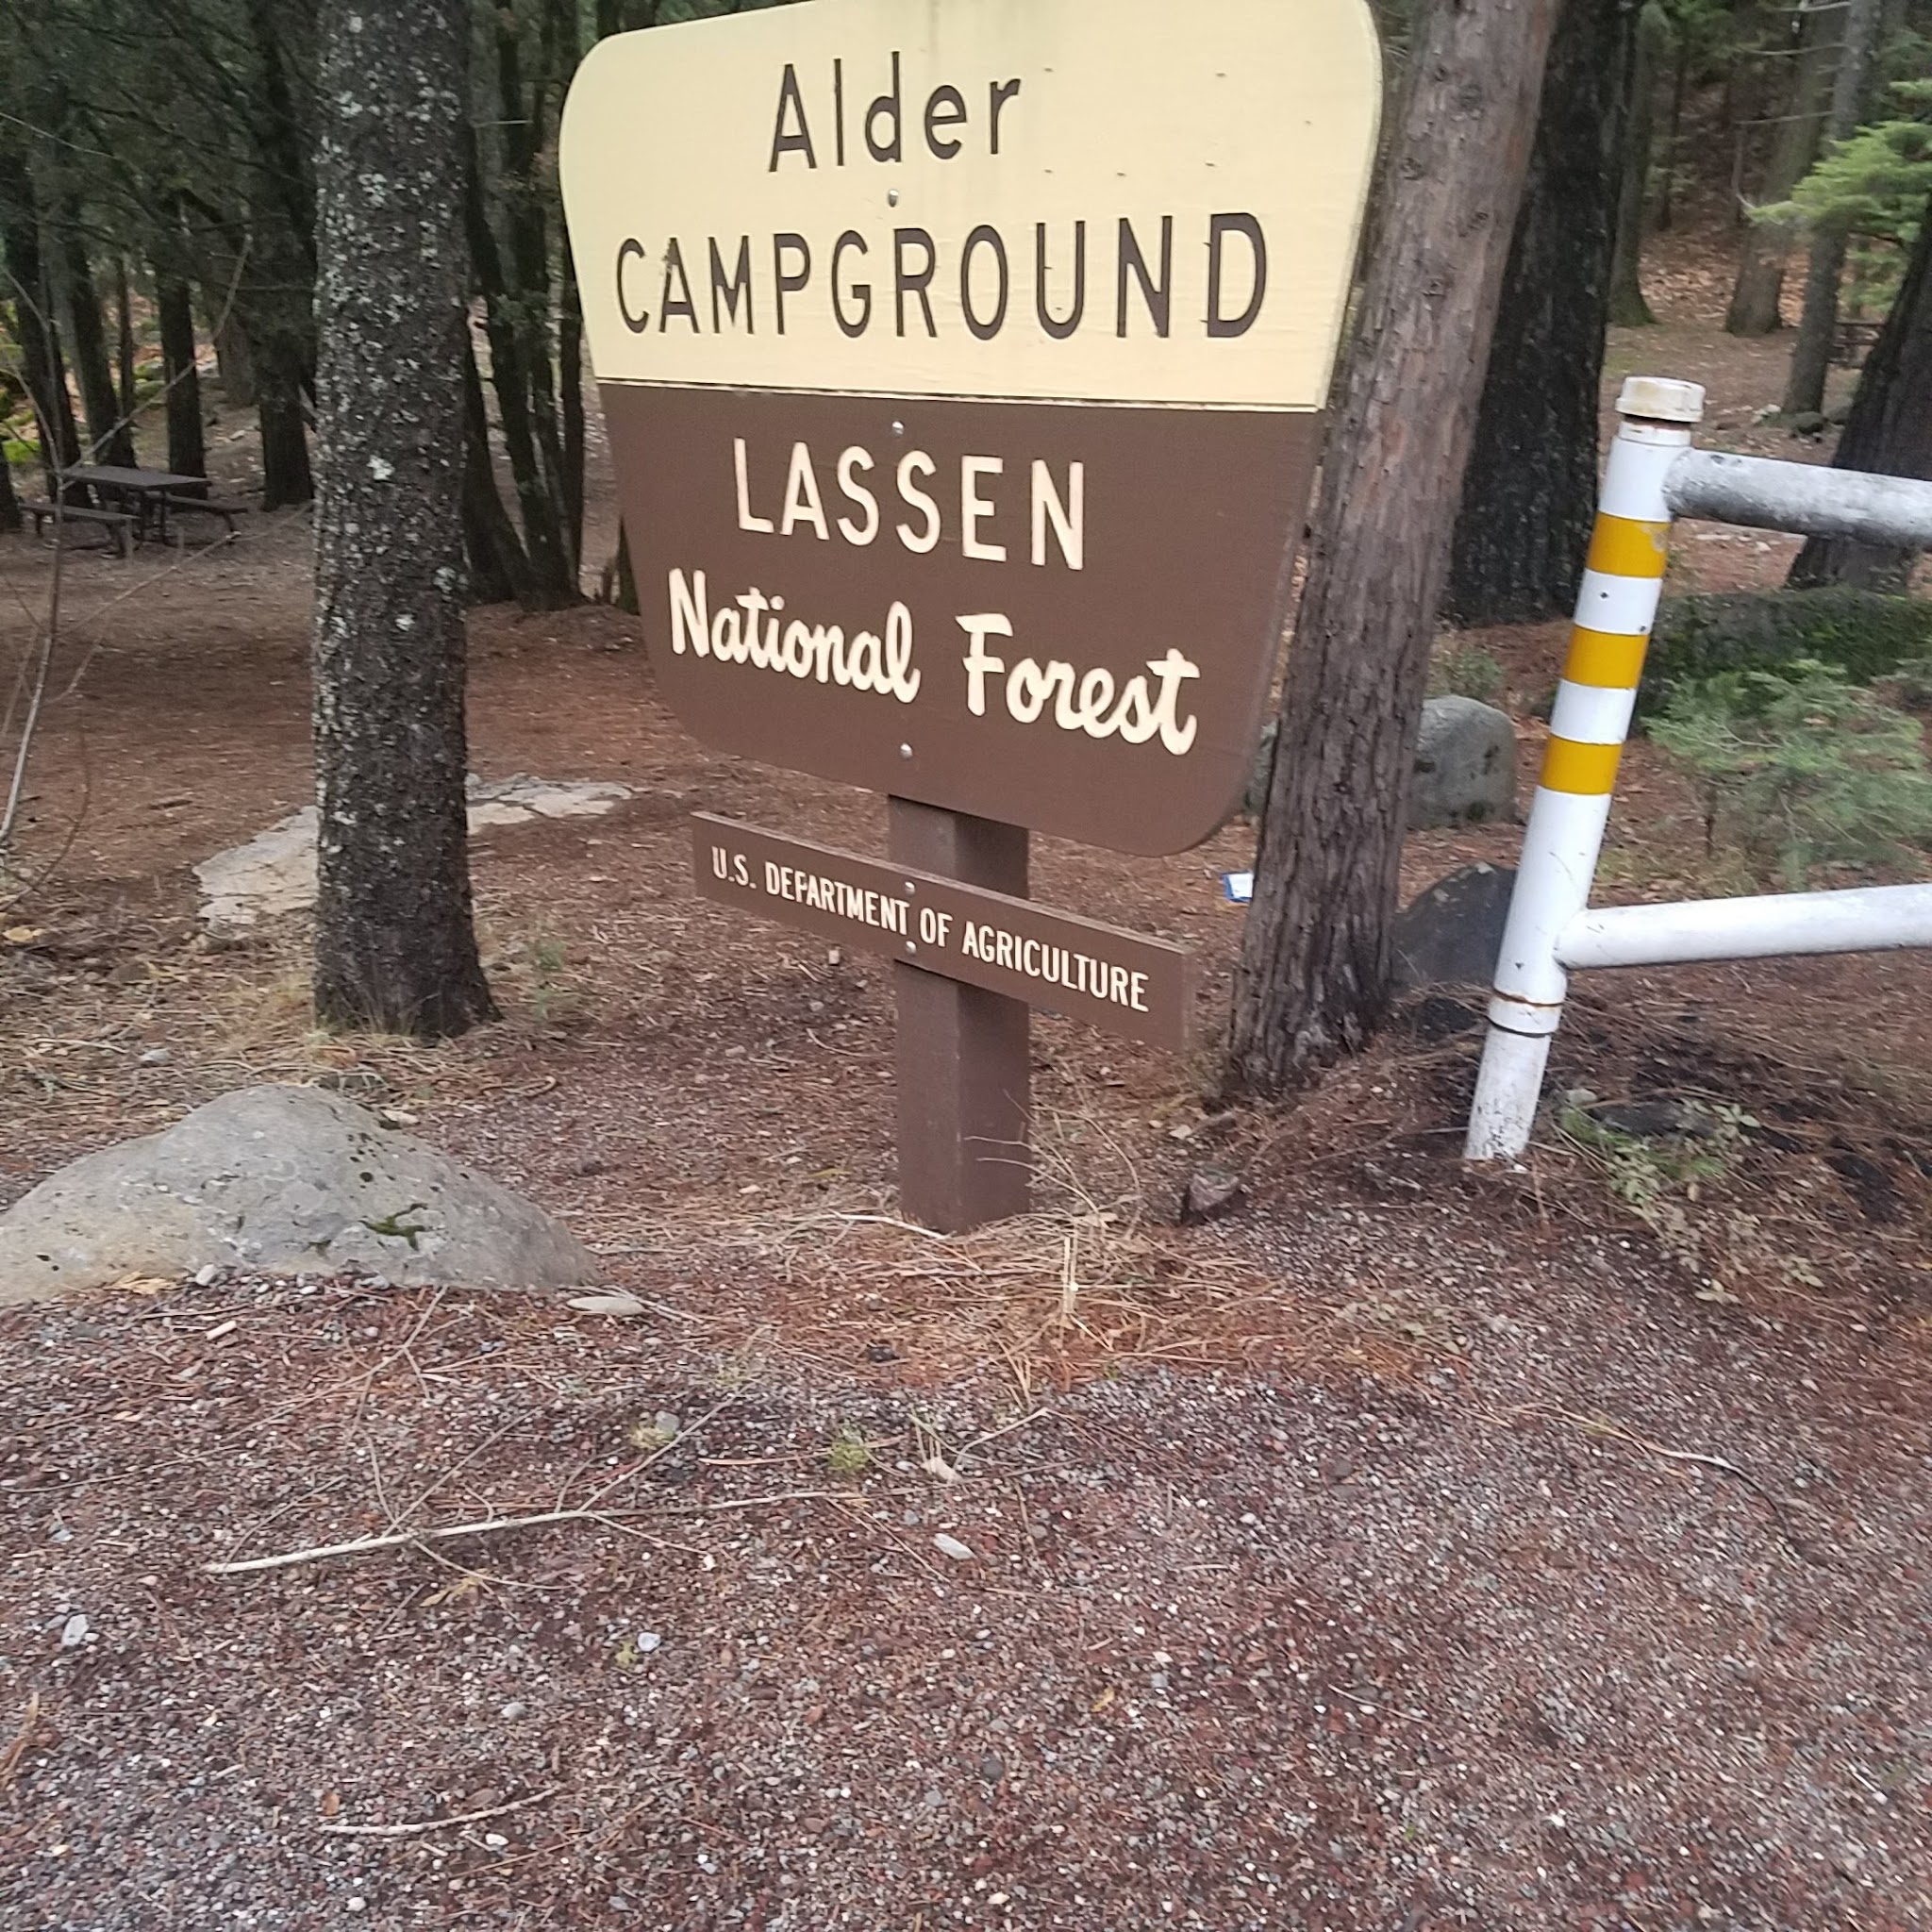 Alder
CAMPGROUND
LASSEN
National Forest
U.S. DEPARTMENT OF AGRICULTURE